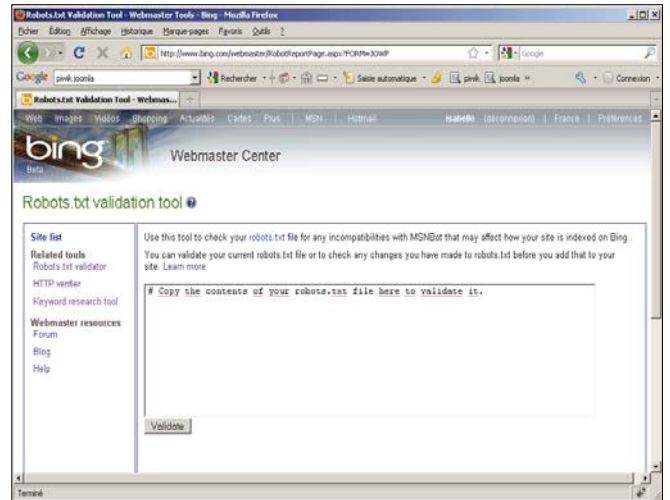 Robots.txt Validation Tool - Webmaster Tools - Bing - Mozilla Firefox
Fichier Édition Affichage Historique Marque-pages Favoris Outils ?
http://www.bing.com/webmaster/RobotReportPage.aspx?FORM=3OWP
Google
Google piwik joomla Rechercher Saisie automatique piwik joomla » Connexion
Robots.txt Validation Tool - Webmas...
Web Images Vidéos Shopping Actualités Cartes Plus | MSN | Hotmail isabelle (déconnexion) | France | Préférences
bing Webmaster Center
Beta
Robots.txt validation tool
Site list
Related tools
Robots.txt validator
HTTP verifier
Keyword research tool
Webmaster resources
Forum
Blog
Help
Use this tool to check your robots.txt file for any incompatibilities with MSNBot that may affect how your site is indexed on Bing .
You can validate your current robots.txt file or to check any changes you have made to robots.txt before you add that to your
site. Learn more
# Copy the contents of your robots.txt file here to validate it.
Validate
Terminé